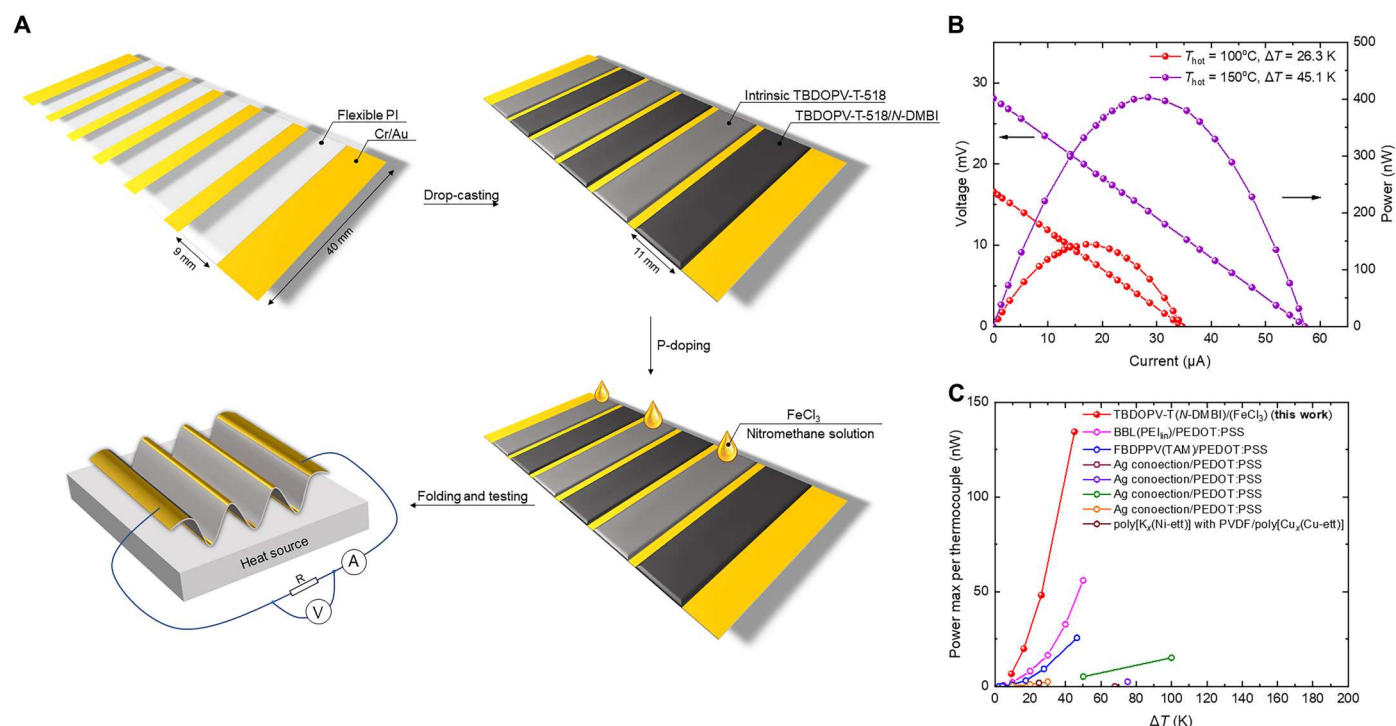 A
Flexible PI
Cr/Au
9 mm
40 mm
Drop-casting
Intrinsic TBDOPV-T-518
TBDOPV-T-518/N-DMBI
11 mm
P-doping
FeCl3
Nitromethane solution
Folding and testing
Heat source
R
A
V
B
Thot = 100°C, ΔT = 26.3 K
Thot = 150°C, ΔT = 45.1 K
Voltage (mV)
0
10
20
30
Power (nW)
0
100
200
300
400
500
0 10 20 30 40 50 60
Current (µA)
C
TBDOPV-T(N-DMBI)/(FeCl3) (this work)
BBL(PEIlin)/PEDOT:PSS
FBDPPV(TAM)/PEDOT:PSS
Ag conoection/PEDOT:PSS
Ag conoection/PEDOT:PSS
Ag conoection/PEDOT:PSS
Ag conoection/PEDOT:PSS
poly[Kx(Ni-ett)] with PVDF/poly[Cux(Cu-ett)]
Power max per thermocouple (nW)
0
50
100
150
0 20 40 60 80 100 120 140 160 180 200
ΔT (K)